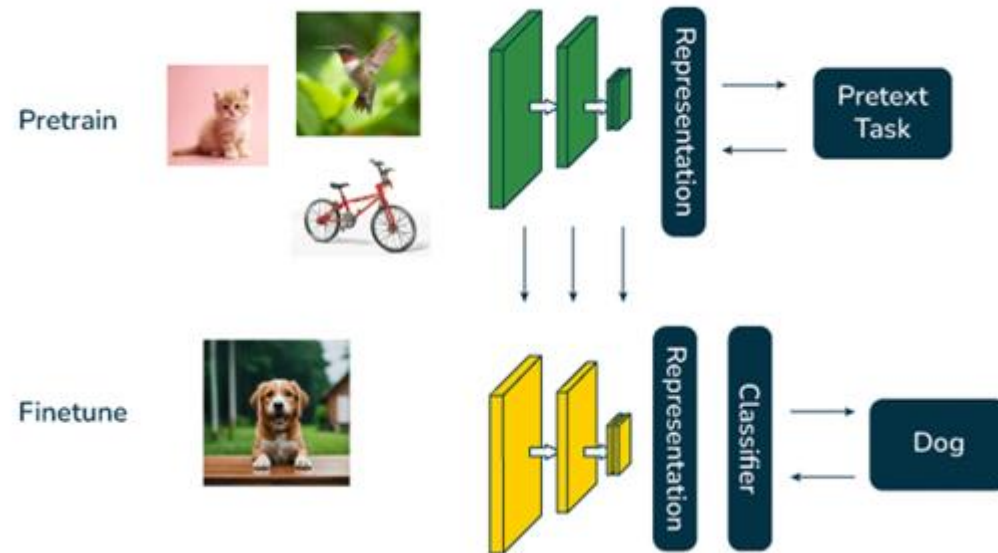 Pretrain
Representation
Pretext
Task
Finetune
Representation
Classifier
Dog